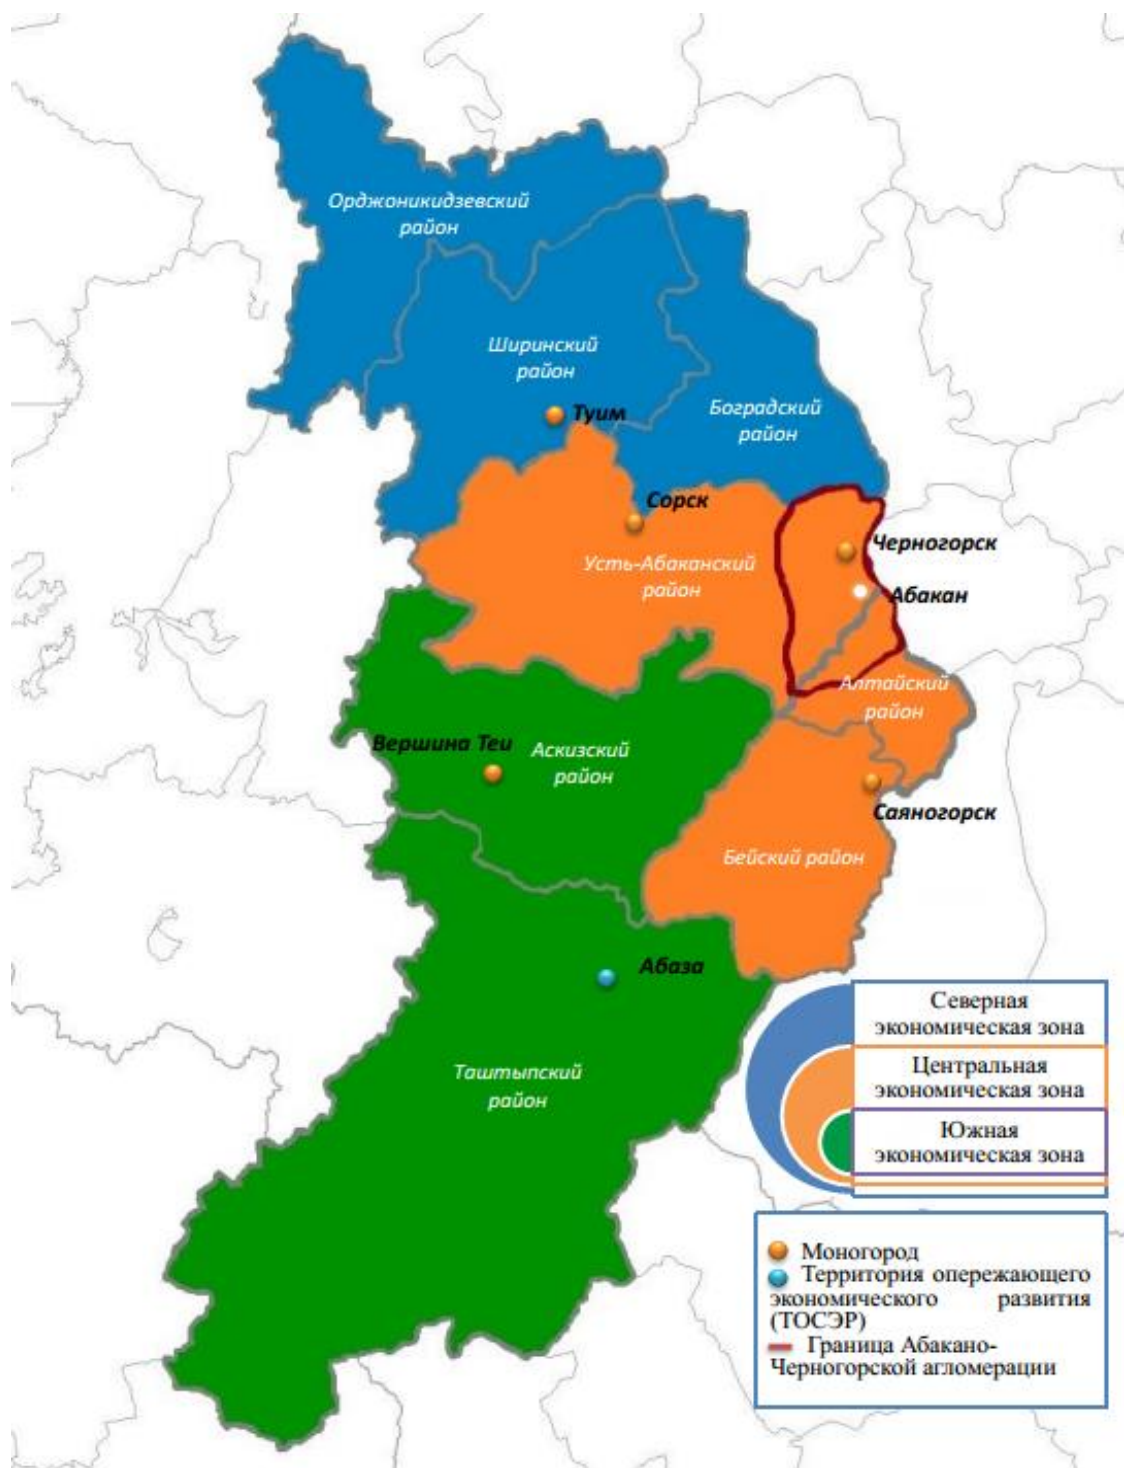 Орджоникидзевский
район
Ширинский
район
Туим
Боградский
район
Сорск
Черногорск
Усть-Абаканский
район
Абакан
Алтайский
район
Вершина Теи
Аскизский
район
Саяногорск
Бейский район
Абаза
Таштыпский
район
Северная
экономическая зона
Центральная
экономическая зона
Южная
экономическая зона
Моногород
Территория опережающего
экономического развития
(ТОСЭР)
Граница Абакано-
Черногорской агломерации